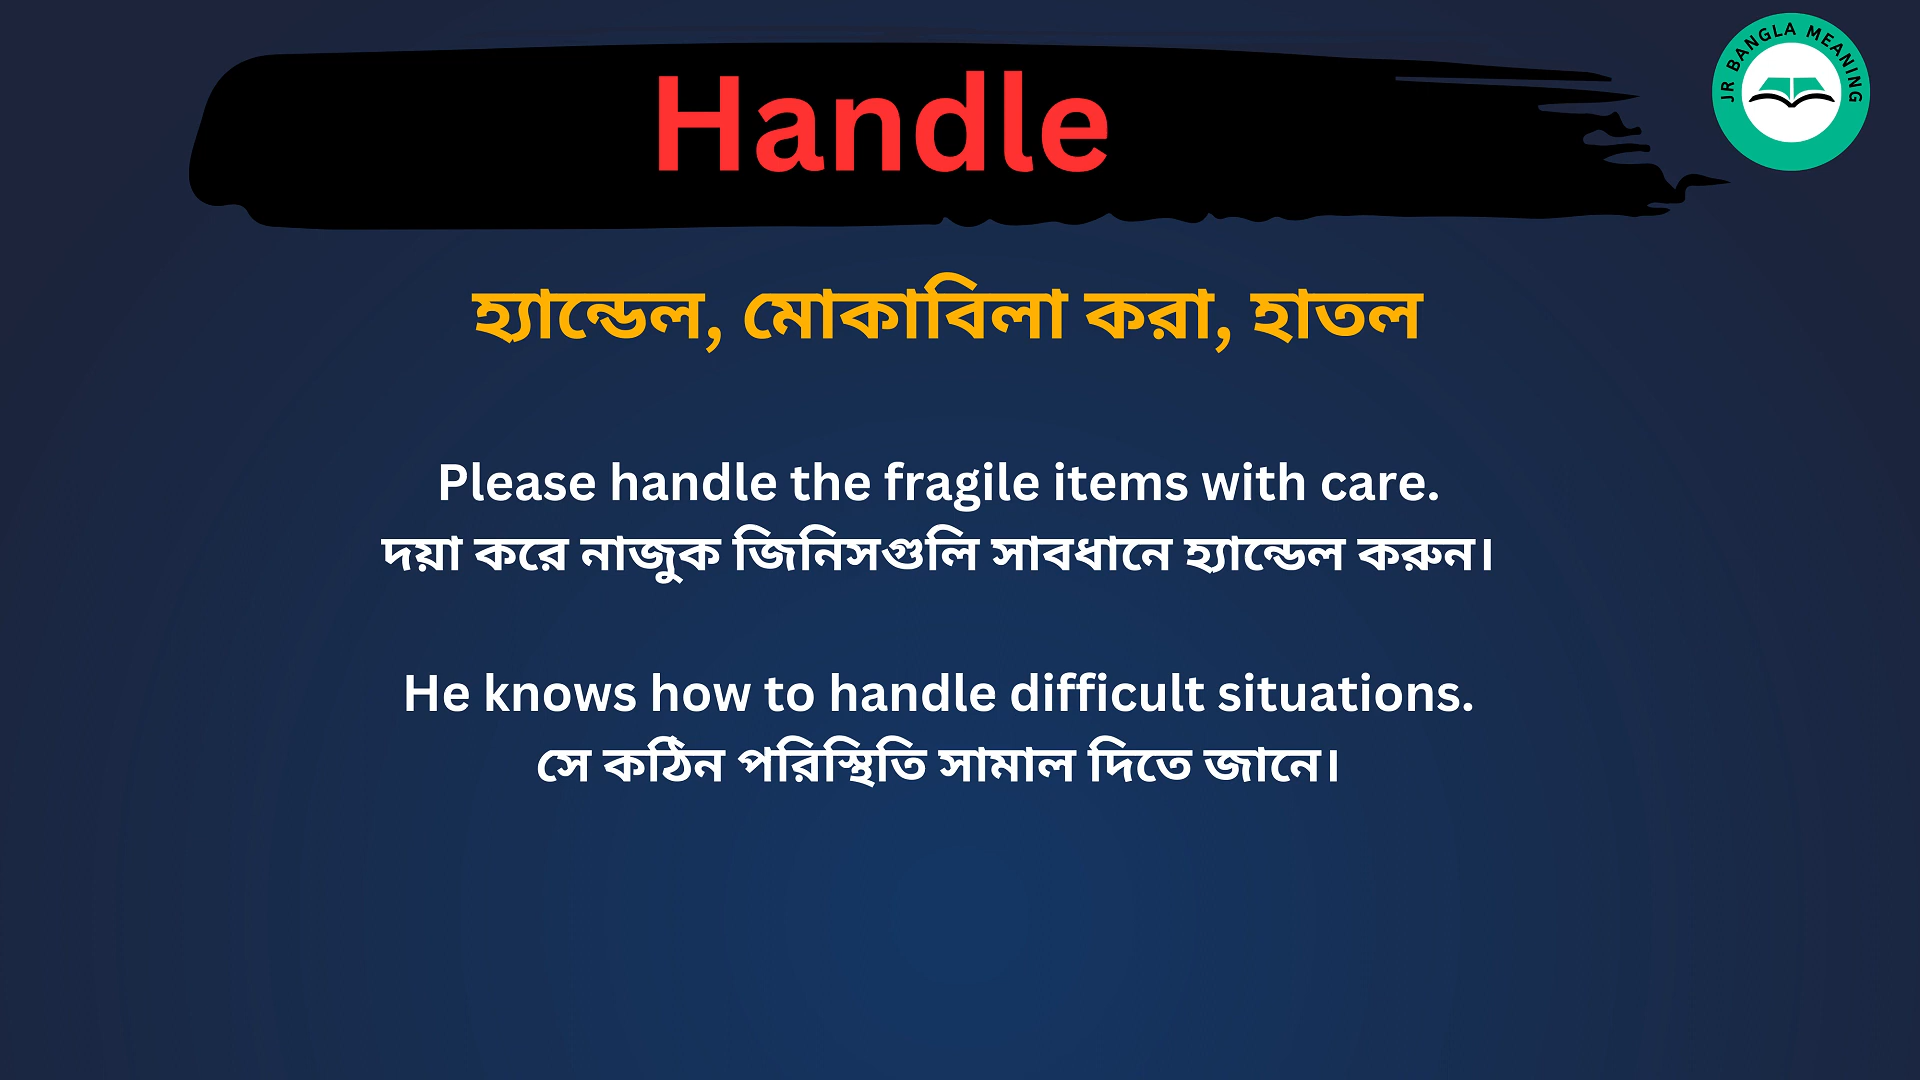 Handle
JR BANGLA MEANING
হ্যান্ডেল, মোকাবিলা করা, হাতল
Please handle the fragile items with care.
দয়া করে নাজুক জিনিসগুলি সাবধানে হ্যান্ডেল করুন।
He knows how to handle difficult situations.
সে কঠিন পরিস্থিতি সামাল দিতে জানে।